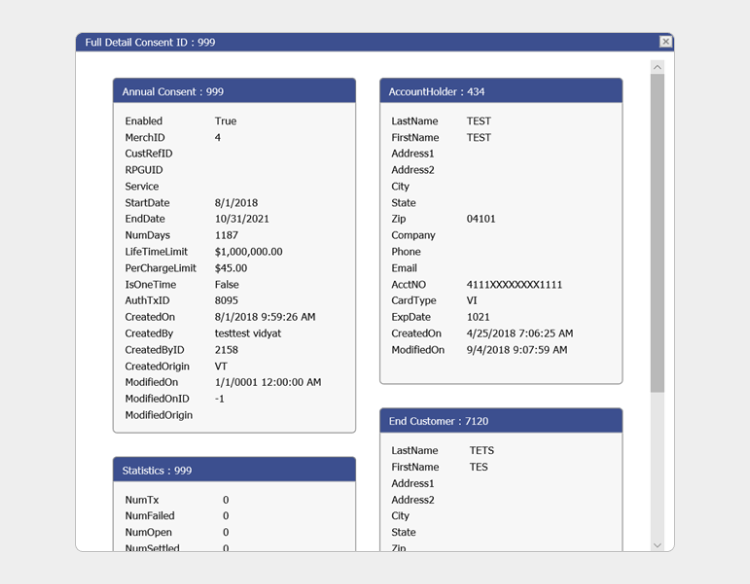 Full Detail Consent ID : 999
Annual Consent : 999
Enabled True
MerchID 4
CustRefID
RPGUID
Service
StartDate 8/1/2018
EndDate 10/31/2021
NumDays 1187
LifeTimeLimit $1,000,000.00
PerChargeLimit $45.00
IsOneTime False
AuthTxID 8095
CreatedOn 8/1/2018 9:59:26 AM
CreatedBy testtest vidyat
CreatedByID 2158
CreatedOrigin VT
ModifiedOn 1/1/0001 12:00:00 AM
ModifiedOnID -1
ModifiedOrigin
Statistics : 999
NumTx 0
NumFailed 0
NumOpen 0
NumSettled 0
AccountHolder : 434
LastName TEST
FirstName TEST
Address1
Address2
City
State
Zip 04101
Company
Phone
Email
AcctNO 4111XXXXXXXX1111
CardType VI
ExpDate 1021
CreatedOn 4/25/2018 7:06:25 AM
ModifiedOn 9/4/2018 9:07:59 AM
End Customer : 7120
LastName TETS
FirstName TES
Address1
Address2
City
State
Zip